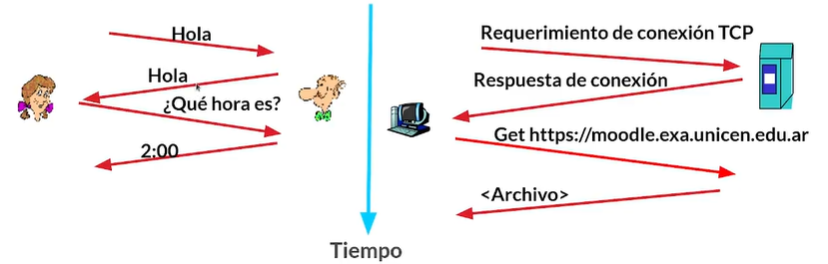 Hola
Hola
¿Qué hora es?
2:00
Requerimiento de conexión TCP
Respuesta de conexión
Get https://moodle.exa.unicen.edu.ar
<Archivo>
Tiempo